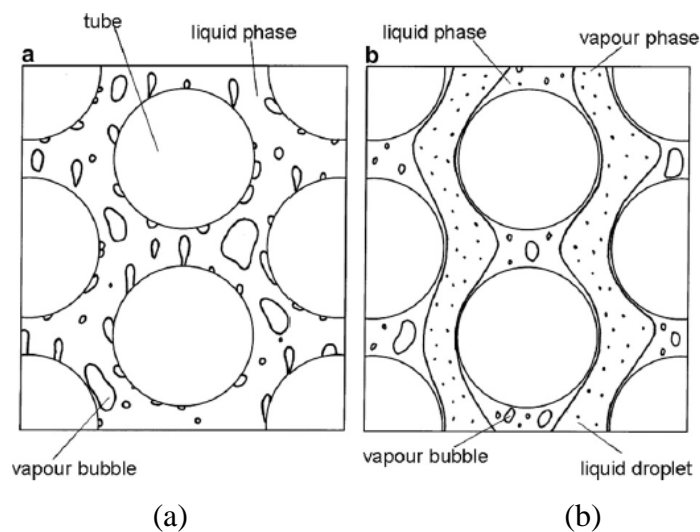 tube
a
liquid phase
vapour bubble
b
liquid phase
vapour phase
vapour bubble
liquid droplet
(a)
(b)